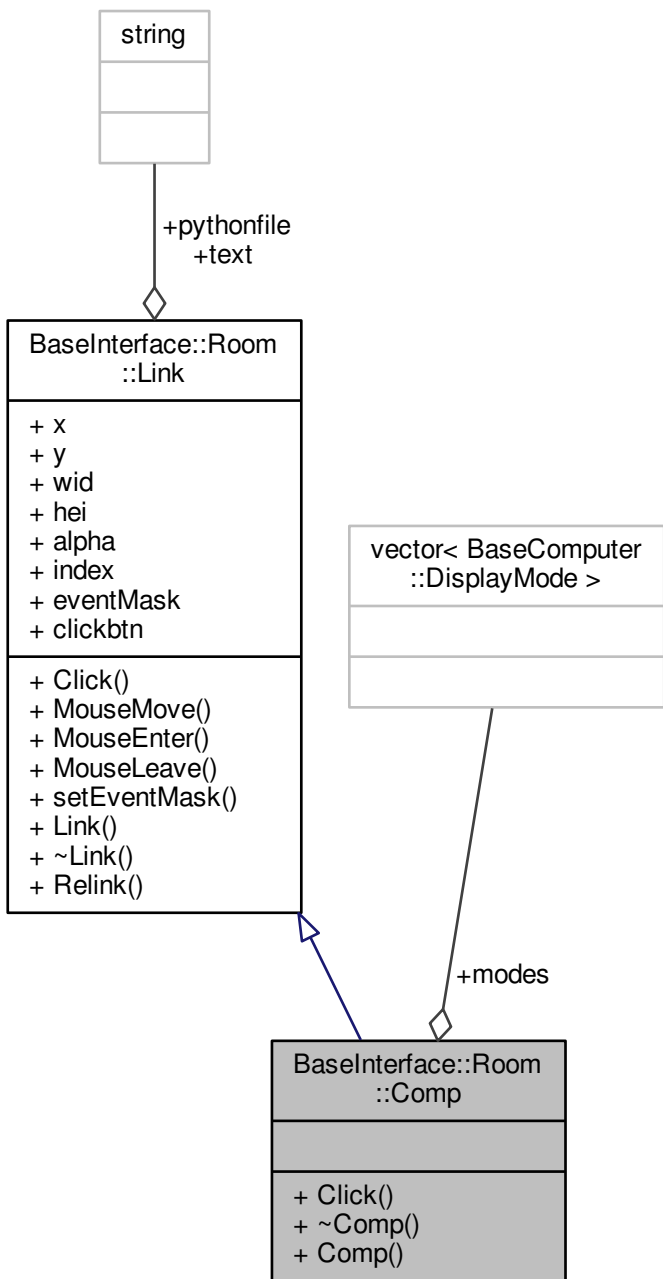 string
+pythonfile
+text
BaseInterface::Room
::Link
+ x
+ y
+ wid
+ hei
+ alpha
+ index
+ eventMask
+ clickbtn
+ Click()
+ MouseMove()
+ MouseEnter()
+ MouseLeave()
+ setEventMask()
+ Link()
+ ~Link()
+ Relink()
vector< BaseComputer
::DisplayMode >
+modes
BaseInterface::Room
::Comp
+ Click()
+ ~Comp()
+ Comp()